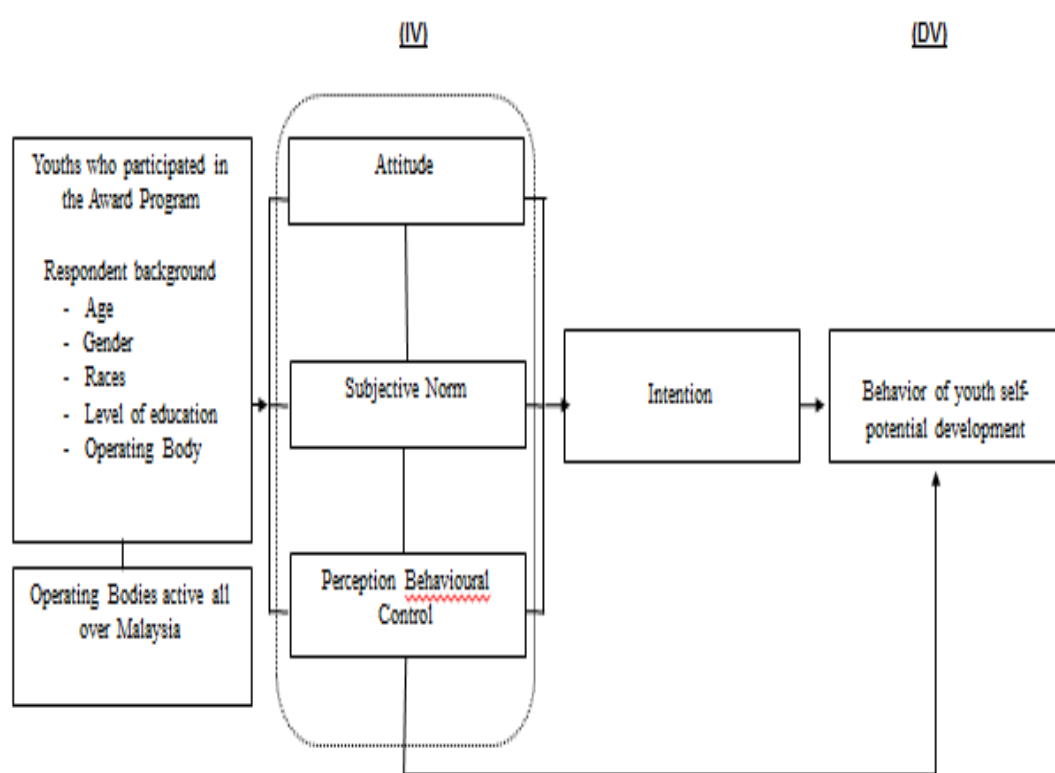 (IV)
(DV)
Youths who participated in
the Award Program
Respondent background
- Age
- Gender
- Races
- Level of education
- Operating Body
Operating Bodies active all
over Malaysia
Attitude
Subjective Norm
Perception Behavioural
Control
Intention
Behavior of youth self-
potential development